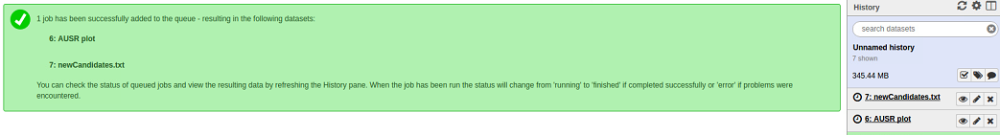 1 job has been successfully added to the queue - resulting in the following datasets:
6: AUSR plot
7: newCandidates.txt
You can check the status of queued jobs and view the resulting data by refreshing the History pane. When the job has been run the status will change from 'running' to 'finished' if completed successfully or 'error' if problems were
encountered.
History
search datasets
Unnamed history
7 shown
345.44 MB
7: newCandidates.txt
6: AUSR plot